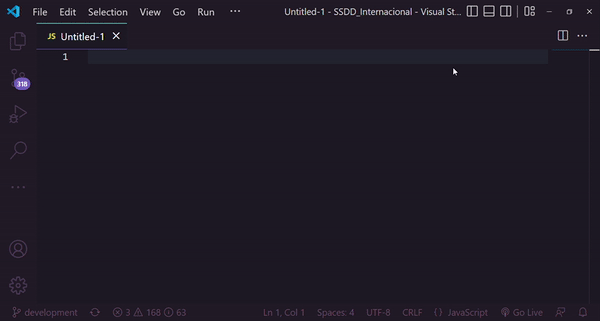 File Edit Selection View Go Run ··· Untitled-1 - SSDD_Internacional - Visual St...
JS Untitled-1
1
318
development 3 168 63 Ln 1, Col 1 Spaces: 4 UTF-8 CRLF {} JavaScript Go Live